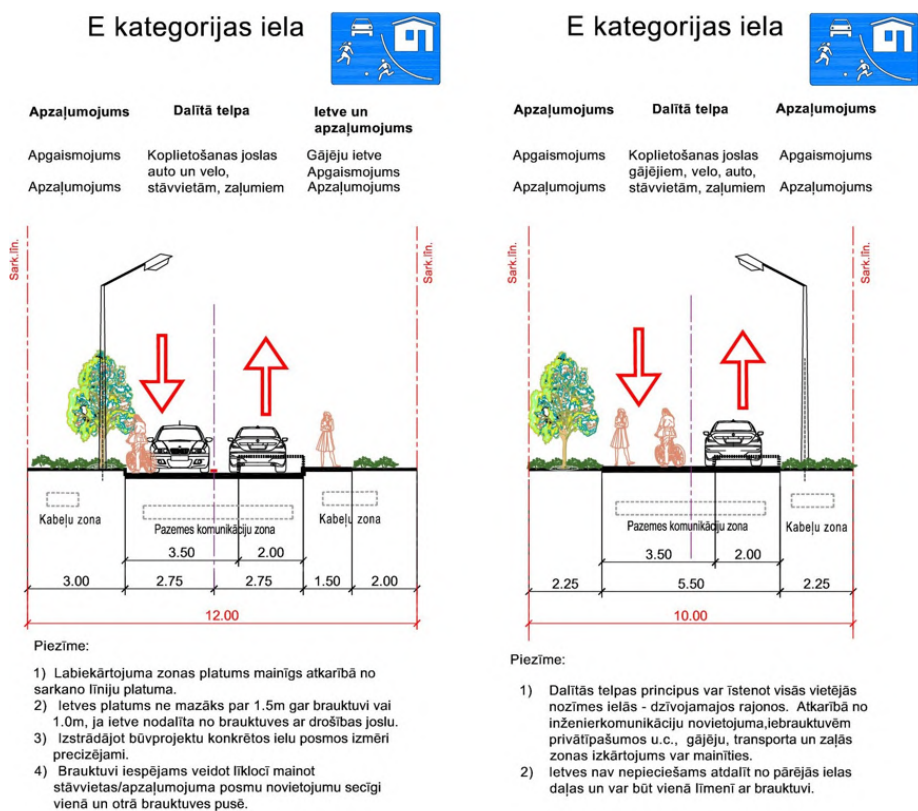 E kategorijas iela
Apzaļumojums
Dalītā telpa
Ietve un
apzaļumojums
Apgaismojums
Apzaļumojums
Koplietošanas joslas
auto un velo,
stāvvietām, zaļumiem
Gājēju ietve
Apgaismojums
Apzaļumojums
Sark.līn.
Sark.līn.
Kabeļu zona
Pazemes komunikāciju zona
Kabeļu zona
3.50
2.00
3.00
2.75
2.75
1.50
2.00
12.00
Piezīme:
1) Labiekārtojuma zonas platums mainīgs atkarībā no
sarkano līniju platuma.
2) Ietves platums ne mazāks par 1.5m gar brauktuvi vai
1.0m, ja ietve nodalīta no brauktuves ar drošības joslu.
3) Izstrādājot būvprojektu konkrētos ielu posmos izmēri
precizējami.
4) Brauktuvi iespējams veidot līklocī mainot
stāvvietas/apzaļumojuma posmu novietojumu secīgi
vienā un otrā brauktuves pusē.
E kategorijas iela
Apzaļumojums
Dalītā telpa
Apzaļumojums
Apgaismojums
Apzaļumojums
Koplietošanas joslas
gājējiem, velo, auto,
stāvvietām, zaļumiem
Apgaismojums
Apzaļumojums
Sark.līn.
Sark.līn.
Pazemes komunikāciju zona
Kabeļu zona
3.50
2.00
2.25
5.50
2.25
10.00
Piezīme:
1) Dalītās telpas principus var īstenot visās vietējās
nozīmes ielās - dzīvojamajos rajonos. Atkarībā no
inženierkomunikāciju novietojuma,iebrauktuvēm
privātīpašumos u.c., gājēju, transporta un zaļās
zonas izkārtojums var mainīties.
2) Ietves nav nepieciešams atdalīt no pārējās ielas
daļas un var būt vienā līmenī ar brauktuvi.